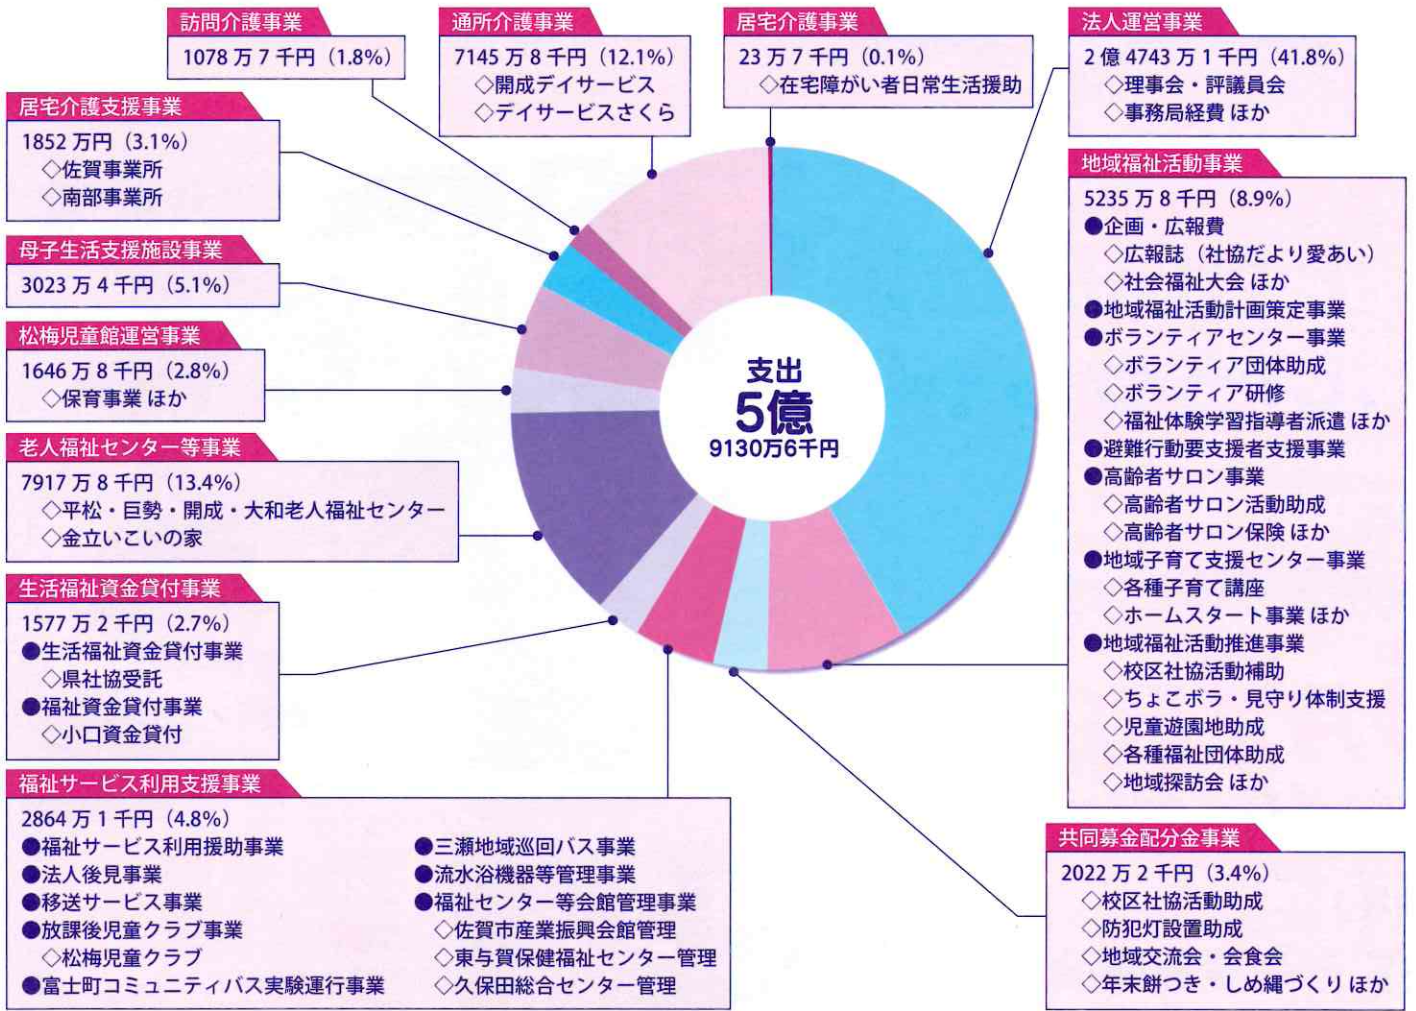 訪問介護事業
1078万7千円（1.8%）
通所介護事業
7145万8千円（12.1%）
◇開成デイサービス
◇デイサービスさくら
居宅介護事業
23万7千円（0.1%）
◇在宅障がい者日常生活援助
法人運営事業
2億4743万1千円（41.8%）
◇理事会・評議員会
◇事務局経費 ほか
居宅介護支援事業
1852万円（3.1%）
◇佐賀事業所
◇南部事業所
母子生活支援施設事業
3023万4千円（5.1%）
松梅児童館運営事業
1646万8千円（2.8%）
◇保育事業 ほか
老人福祉センター等事業
7917万8千円（13.4%）
◇平松・巨勢・開成・大和老人福祉センター
◇金立いこいの家
生活福祉資金貸付事業
1577万2千円（2.7%）
●生活福祉資金貸付事業
◇県社協受託
●福祉資金貸付事業
◇小口資金貸付
支出
5億
9130万6千円
地域福祉活動事業
5235万8千円（8.9%）
●企画・広報費
◇広報誌（社協だより愛あい）
◇社会福祉大会 ほか
●地域福祉活動計画策定事業
●ボランティアセンター事業
◇ボランティア団体助成
◇ボランティア研修
◇福祉体験学習指導者派遣 ほか
●避難行動要支援者支援事業
●高齢者サロン事業
◇高齢者サロン活動助成
◇高齢者サロン保険 ほか
●地域子育て支援センター事業
◇各種子育て講座
◇ホームスタート事業 ほか
●地域福祉活動推進事業
◇校区社協活動補助
◇ちょこボラ・見守り体制支援
◇児童遊園地助成
◇各種福祉団体助成
◇地域探訪会 ほか
福祉サービス利用支援事業
2864万1千円（4.8%）
●福祉サービス利用援助事業
●法人後見事業
●移送サービス事業
●放課後児童クラブ事業
◇松梅児童クラブ
●富士町コミュニティバス実験運行事業
●三瀬地域巡回バス事業
●流水浴機器等管理事業
●福祉センター等会館管理事業
◇佐賀市産業振興会館管理
◇東与賀保健福祉センター管理
◇久保田総合センター管理
共同募金配分金事業
2022万2千円（3.4%）
◇校区社協活動助成
◇防犯灯設置助成
◇地域交流会・会食会
◇年末餅つき・しめ縄づくり ほか